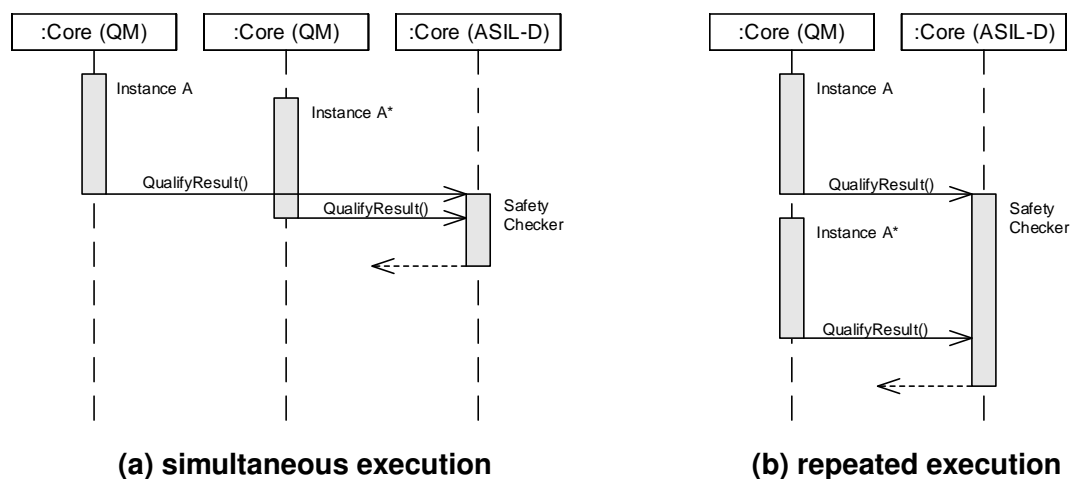 :Core (QM)
:Core (QM)
:Core (ASIL-D)
Instance A
Instance A*
QualifyResult()
QualifyResult()
Safety
Checker
(a) simultaneous execution
:Core (QM)
:Core (ASIL-D)
Instance A
QualifyResult()
Safety
Checker
Instance A*
QualifyResult()
(b) repeated execution